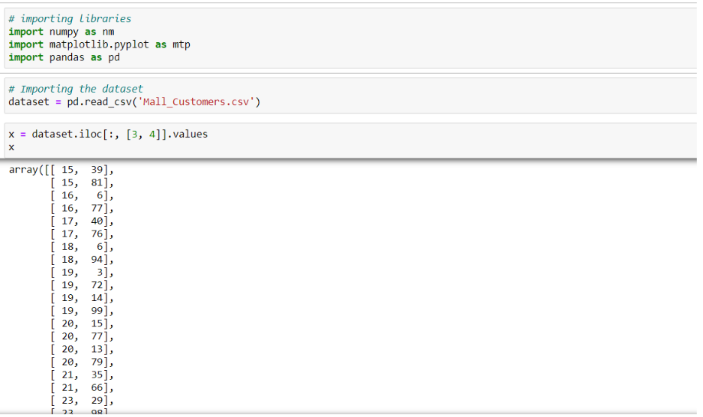 # importing libraries
import numpy as nm
import matplotlib.pyplot as mtp
import pandas as pd
# Importing the dataset
dataset = pd.read_csv('Mall_Customers.csv')
x = dataset.iloc[:, [3, 4]].values
x
array([[ 15, 39],
[ 15, 81],
[ 16, 6],
[ 16, 77],
[ 17, 40],
[ 17, 76],
[ 18, 6],
[ 18, 94],
[ 19, 3],
[ 19, 72],
[ 19, 14],
[ 19, 99],
[ 20, 15],
[ 20, 77],
[ 20, 13],
[ 20, 79],
[ 21, 35],
[ 21, 66],
[ 23, 29],
[ 23, 98],